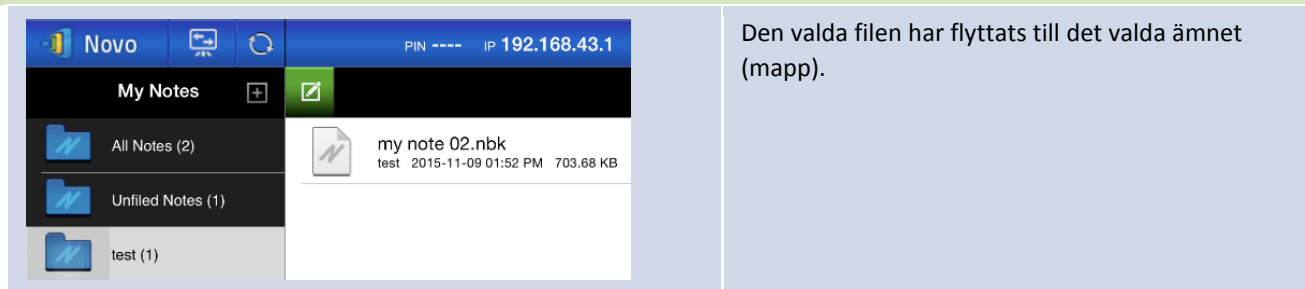 Novo
PIN ---- IP 192.168.43.1
My Notes
All Notes (2)
Unfiled Notes (1)
test (1)
my note 02.nbk
test 2015-11-09 01:52 PM 703.68 KB
Den valda filen har flyttats till det valda ämnet
(mapp).